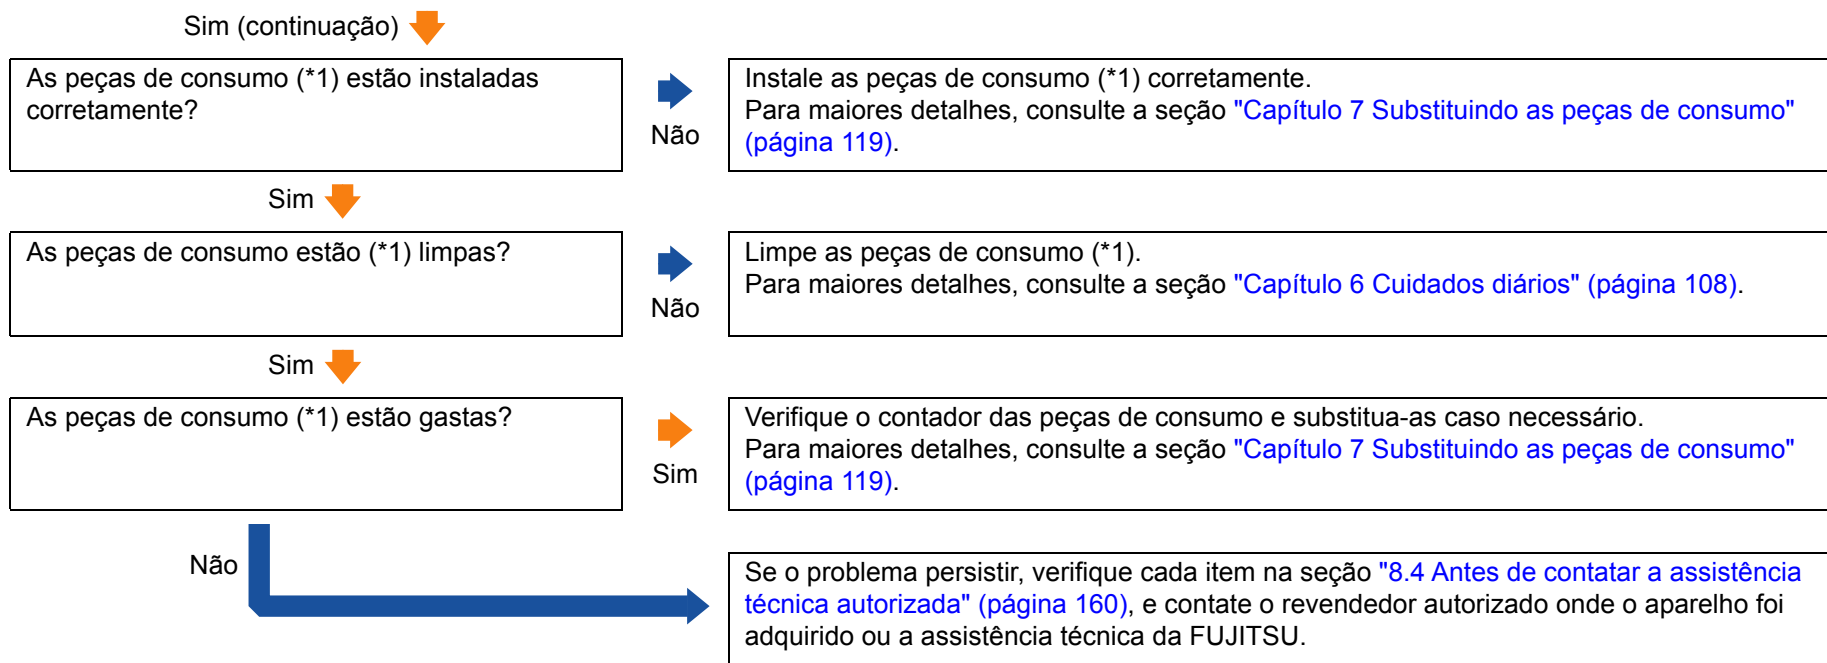 Sim (continuação)
As peças de consumo (*1) estão instaladas
corretamente?
Não
Instale as peças de consumo (*1) corretamente.
Para maiores detalhes, consulte a seção "Capítulo 7 Substituindo as peças de consumo"
(página 119).
Sim
As peças de consumo estão (*1) limpas?
Não
Limpe as peças de consumo (*1).
Para maiores detalhes, consulte a seção "Capítulo 6 Cuidados diários" (página 108).
Sim
As peças de consumo (*1) estão gastas?
Sim
Verifique o contador das peças de consumo e substitua-as caso necessário.
Para maiores detalhes, consulte a seção "Capítulo 7 Substituindo as peças de consumo"
(página 119).
Não
Se o problema persistir, verifique cada item na seção "8.4 Antes de contatar a assistência
técnica autorizada" (página 160), e contate o revendedor autorizado onde o aparelho foi
adquirido ou a assistência técnica da FUJITSU.